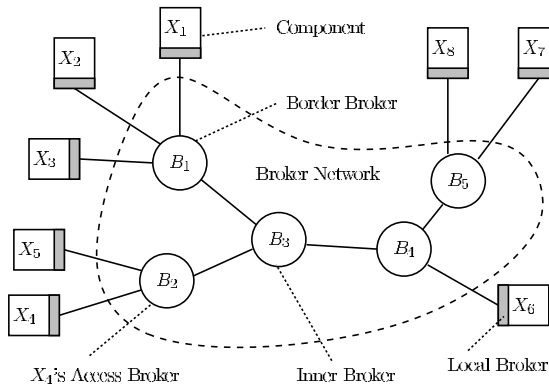 X₁
Component
X₂
X₈
X₇
Border Broker
X₃
B₁
Broker Network
B₅
X₅
B₃
B₄
B₂
X₄
X₆
X₄'s Access Broker
Inner Broker
Local Broker